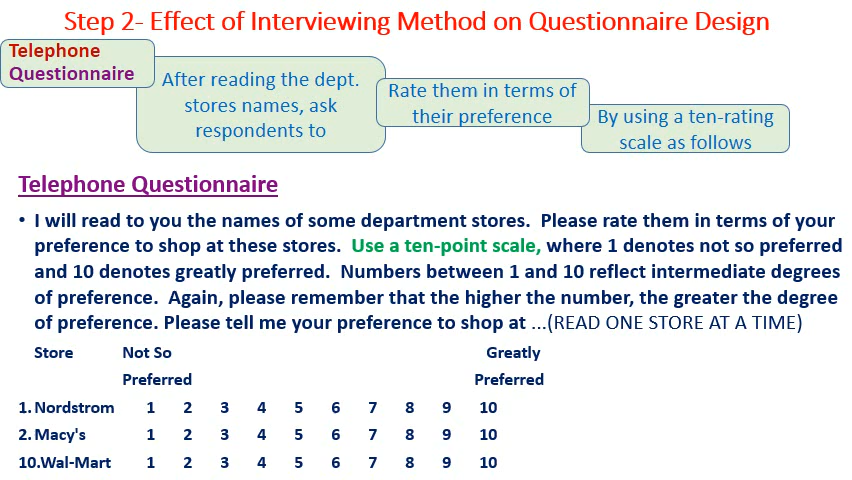 Step 2- Effect of Interviewing Method on Questionnaire Design
Telephone
Questionnaire
After reading the dept.
stores names, ask
respondents to
Rate them in terms of
their preference
By using a ten-rating
scale as follows
Telephone Questionnaire
• I will read to you the names of some department stores.  Please rate them in terms of your
preference to shop at these stores.  Use a ten-point scale, where 1 denotes not so preferred
and 10 denotes greatly preferred.  Numbers between 1 and 10 reflect intermediate degrees
of preference.  Again, please remember that the higher the number, the greater the degree
of preference. Please tell me your preference to shop at ...(READ ONE STORE AT A TIME)
Store Not So Greatly
Preferred Preferred
1. Nordstrom 1 2 3 4 5 6 7 8 9 10
2. Macy's 1 2 3 4 5 6 7 8 9 10
10.Wal-Mart 1 2 3 4 5 6 7 8 9 10